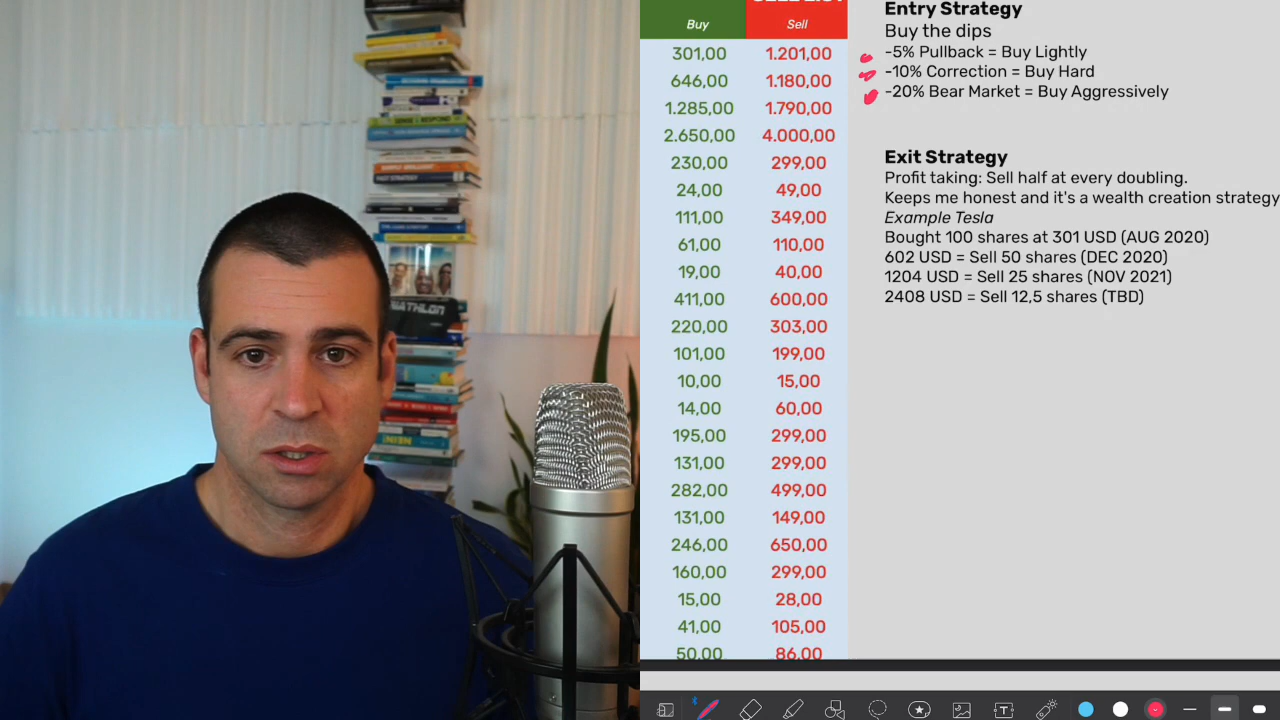 Buy Sell
301,00 1.201,00
646,00 1.180,00
1.285,00 1.790,00
2.650,00 4.000,00
230,00 299,00
24,00 49,00
111,00 349,00
61,00 110,00
19,00 40,00
411,00 600,00
220,00 303,00
101,00 199,00
10,00 15,00
14,00 60,00
195,00 299,00
131,00 299,00
282,00 499,00
131,00 149,00
246,00 650,00
160,00 299,00
15,00 28,00
41,00 105,00
50,00 86,00
Entry Strategy
Buy the dips
-5% Pullback = Buy Lightly
-10% Correction = Buy Hard
-20% Bear Market = Buy Aggressively
Exit Strategy
Profit taking: Sell half at every doubling.
Keeps me honest and it's a wealth creation strategy
Example Tesla
Bought 100 shares at 301 USD (AUG 2020)
602 USD = Sell 50 shares (DEC 2020)
1204 USD = Sell 25 shares (NOV 2021)
2408 USD = Sell 12,5 shares (TBD)